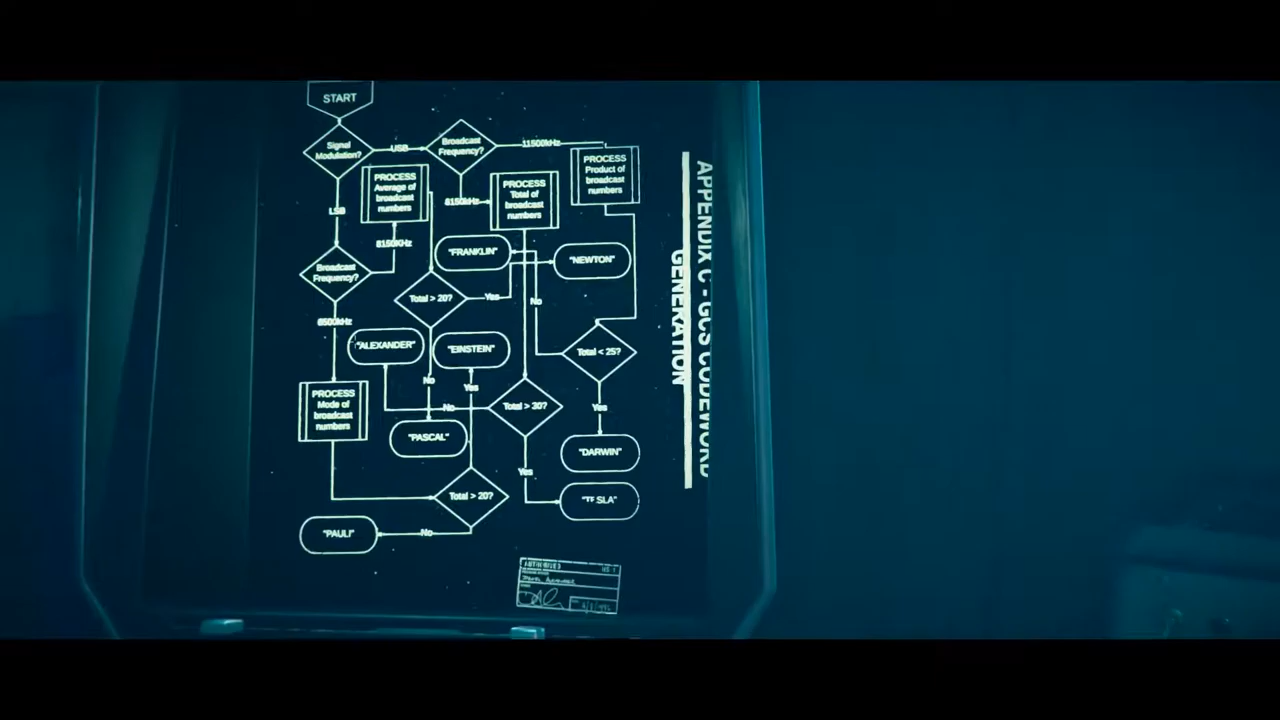 START
Signal
Modulation?
USB
Broadcast
Frequency?
11500kHz
PROCESS
Product of
broadcast
numbers
PROCESS
Average of
broadcast
numbers
8150kHz
PROCESS
Total of
broadcast
numbers
LSB
8150KHz
Broadcast
Frequency?
"FRANKLIN"
"NEWTON"
Total > 20?
Yes
No
6500kHz
"ALEXANDER"
"EINSTEIN"
Total < 25?
No
Yes
PROCESS
Mode of
broadcast
numbers
No
Total > 30?
Yes
"PASCAL"
"DARWIN"
Yes
Total > 20?
"TESLA"
"PAULI"
No
APPENDIX C - GCS CODEWORD
GENERATION